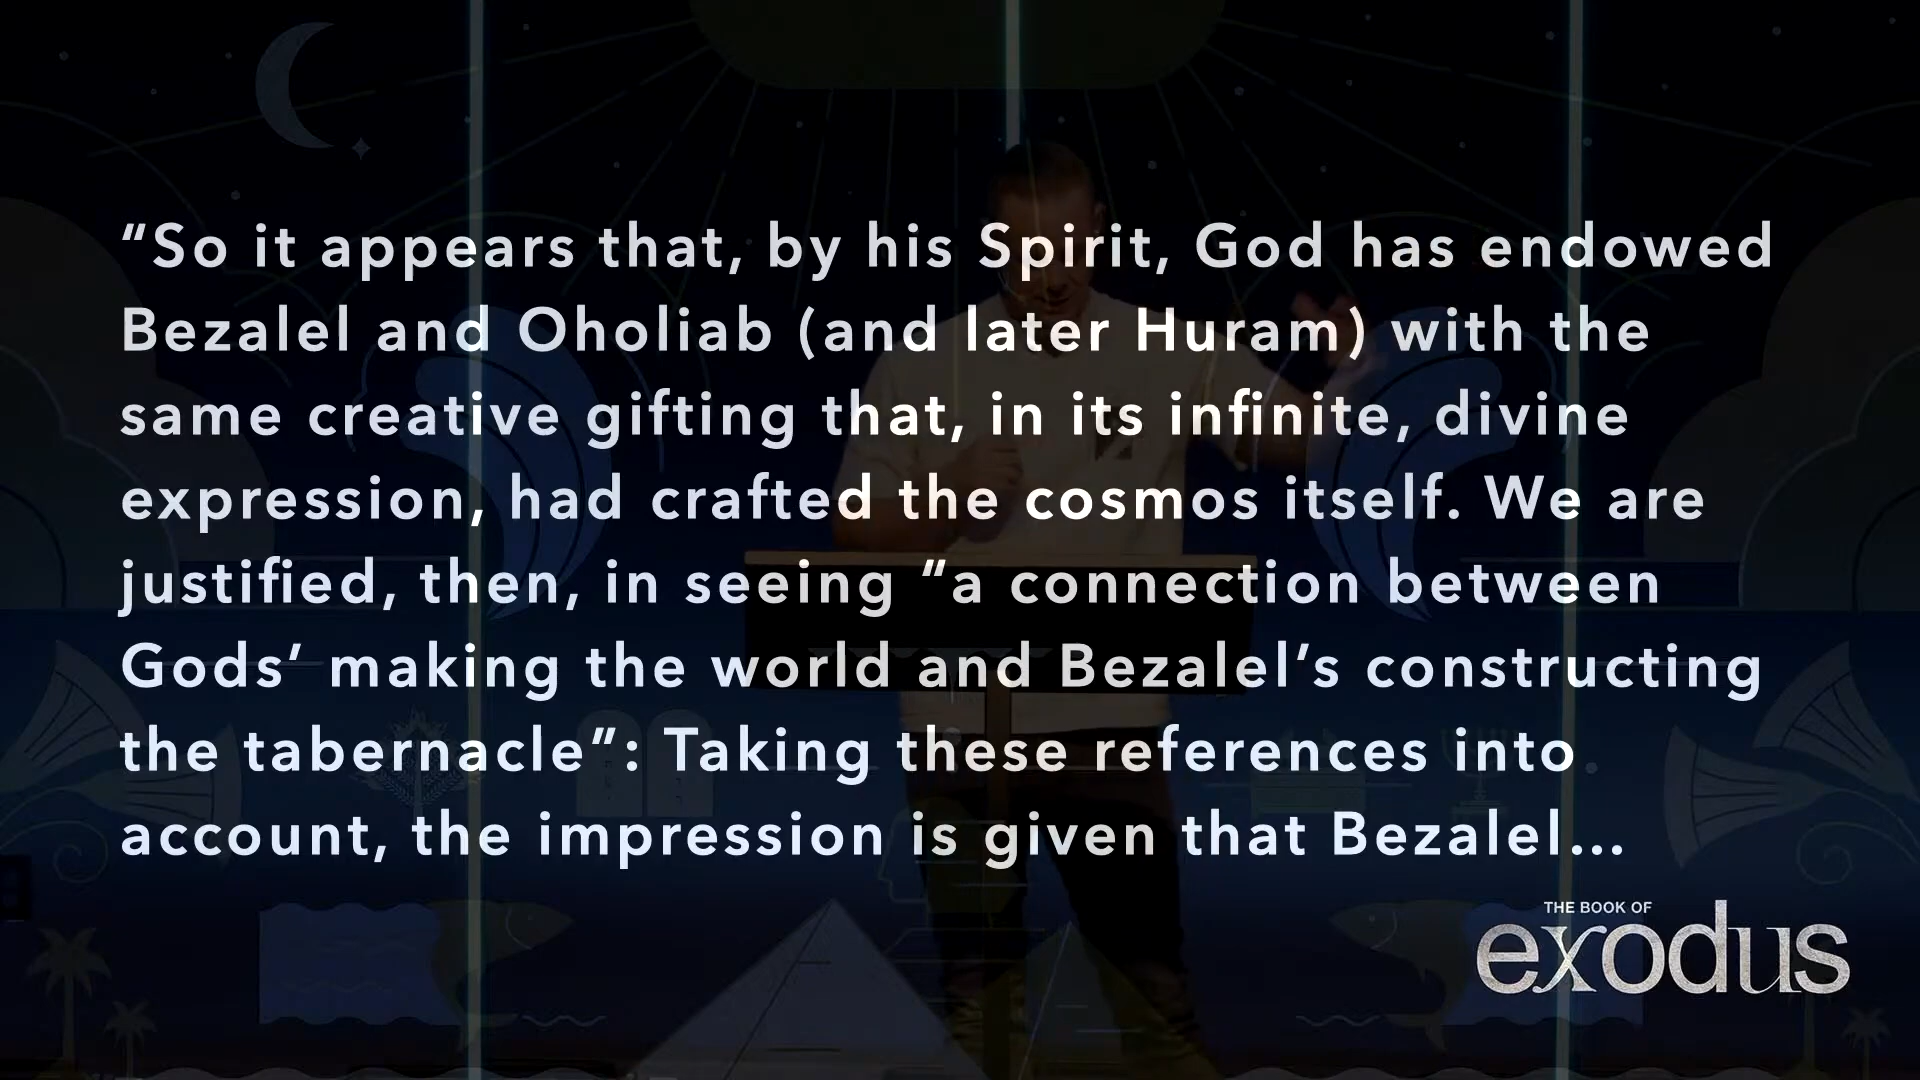 “So it appears that, by his Spirit, God has endowed
Bezalel and Oholiab (and later Huram) with the
same creative gifting that, in its infinite, divine
expression, had crafted the cosmos itself. We are
justified, then, in seeing “a connection between
Gods’ making the world and Bezalel’s constructing
the tabernacle”: Taking these references into
account, the impression is given that Bezalel...
THE BOOK OF
exodus